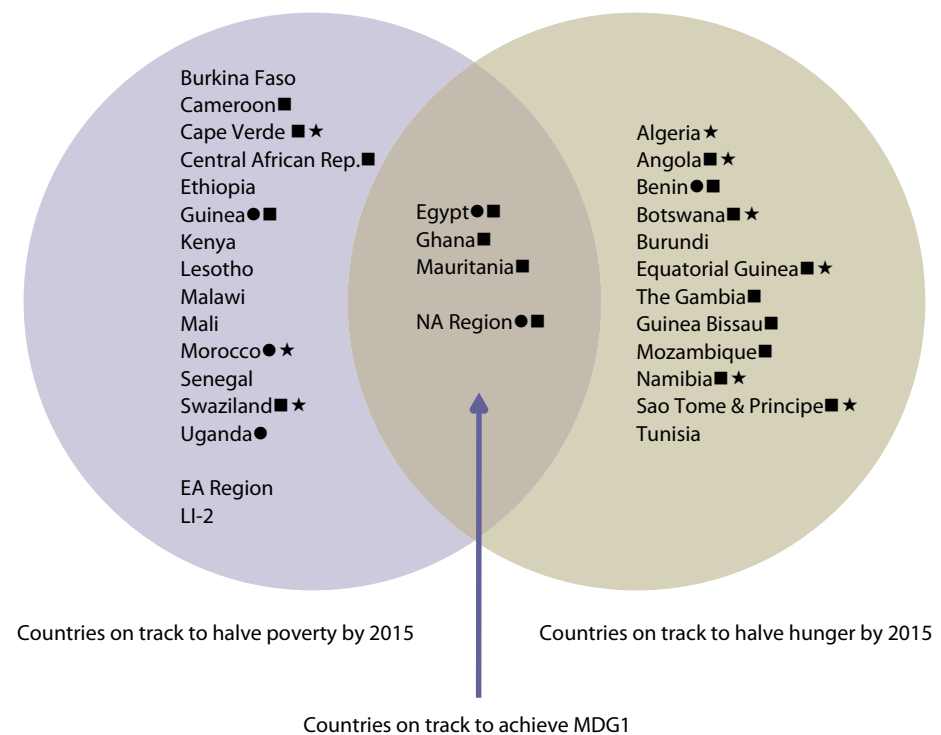 Burkina Faso
Cameroon■
Cape Verde ■★
Central African Rep.■
Ethiopia
Guinea●■
Kenya
Lesotho
Malawi
Mali
Morocco●★
Senegal
Swaziland■★
Uganda●
EA Region
LI-2
Egypt●■
Ghana■
Mauritania■
NA Region●■
Algeria★
Angola■★
Benin●■
Botswana■★
Burundi
Equatorial Guinea■★
The Gambia■
Guinea Bissau■
Mozambique■
Namibia■★
Sao Tome & Principe■★
Tunisia
Countries on track to halve poverty by 2015
Countries on track to halve hunger by 2015
Countries on track to achieve MDG1